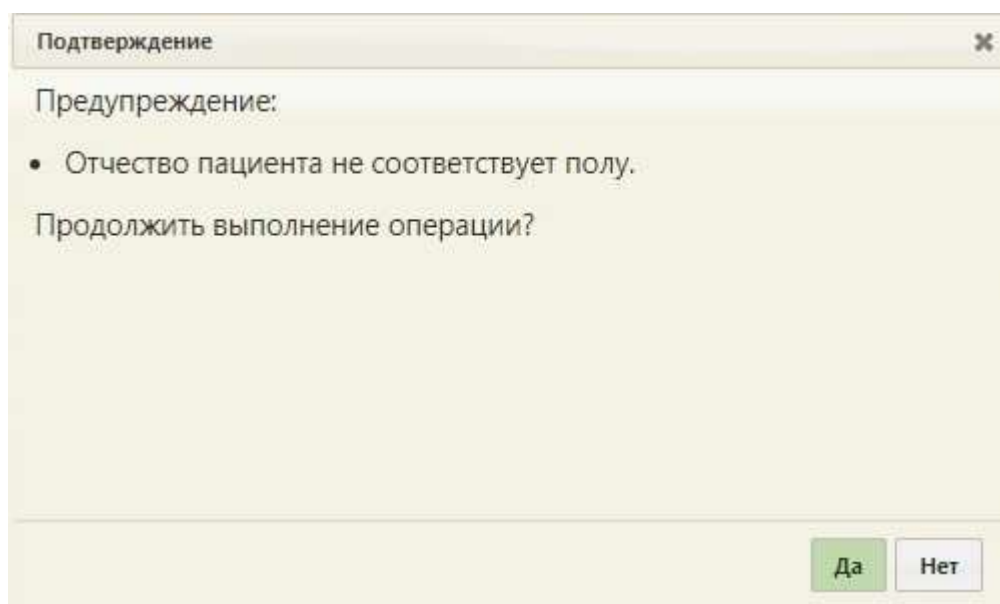 Подтверждение
Предупреждение:
• Отчество пациента не соответствует полу.
Продолжить выполнение операции?
Да Нет